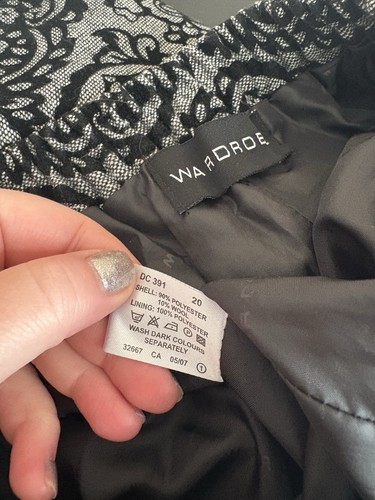 WARDROBE
DC 391
20
SHELL: 90% POLYESTER
10% WOOL
LINING: 100% POLYESTER
WASH DARK COLOURS
SEPARATELY
32667 CA 05/07 1